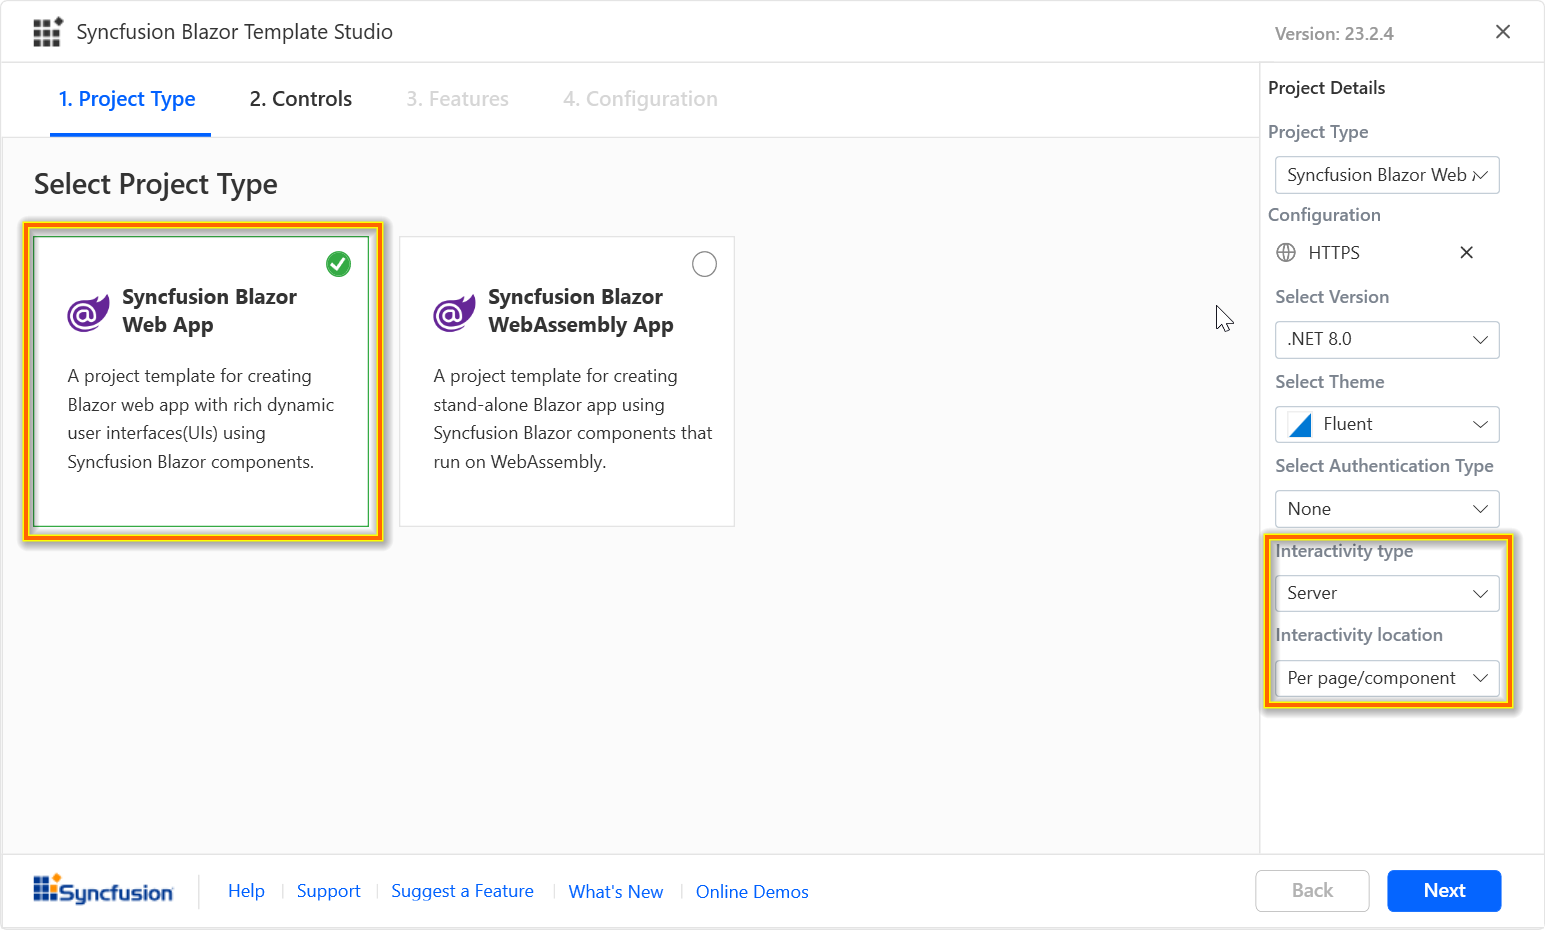 Syncfusion Blazor Template Studio
Version: 23.2.4
1. Project Type
2. Controls
3. Features
4. Configuration
Select Project Type
Syncfusion Blazor
Web App
A project template for creating
Blazor web app with rich dynamic
user interfaces(UIs) using
Syncfusion Blazor components.
Syncfusion Blazor
WebAssembly App
A project template for creating
stand-alone Blazor app using
Syncfusion Blazor components that
run on WebAssembly.
Project Details
Project Type
Syncfusion Blazor Web
Configuration
HTTPS
Select Version
.NET 8.0
Select Theme
Fluent
Select Authentication Type
None
Interactivity type
Server
Interactivity location
Per page/component
Syncfusion
Help
Support
Suggest a Feature
What's New
Online Demos
Back
Next